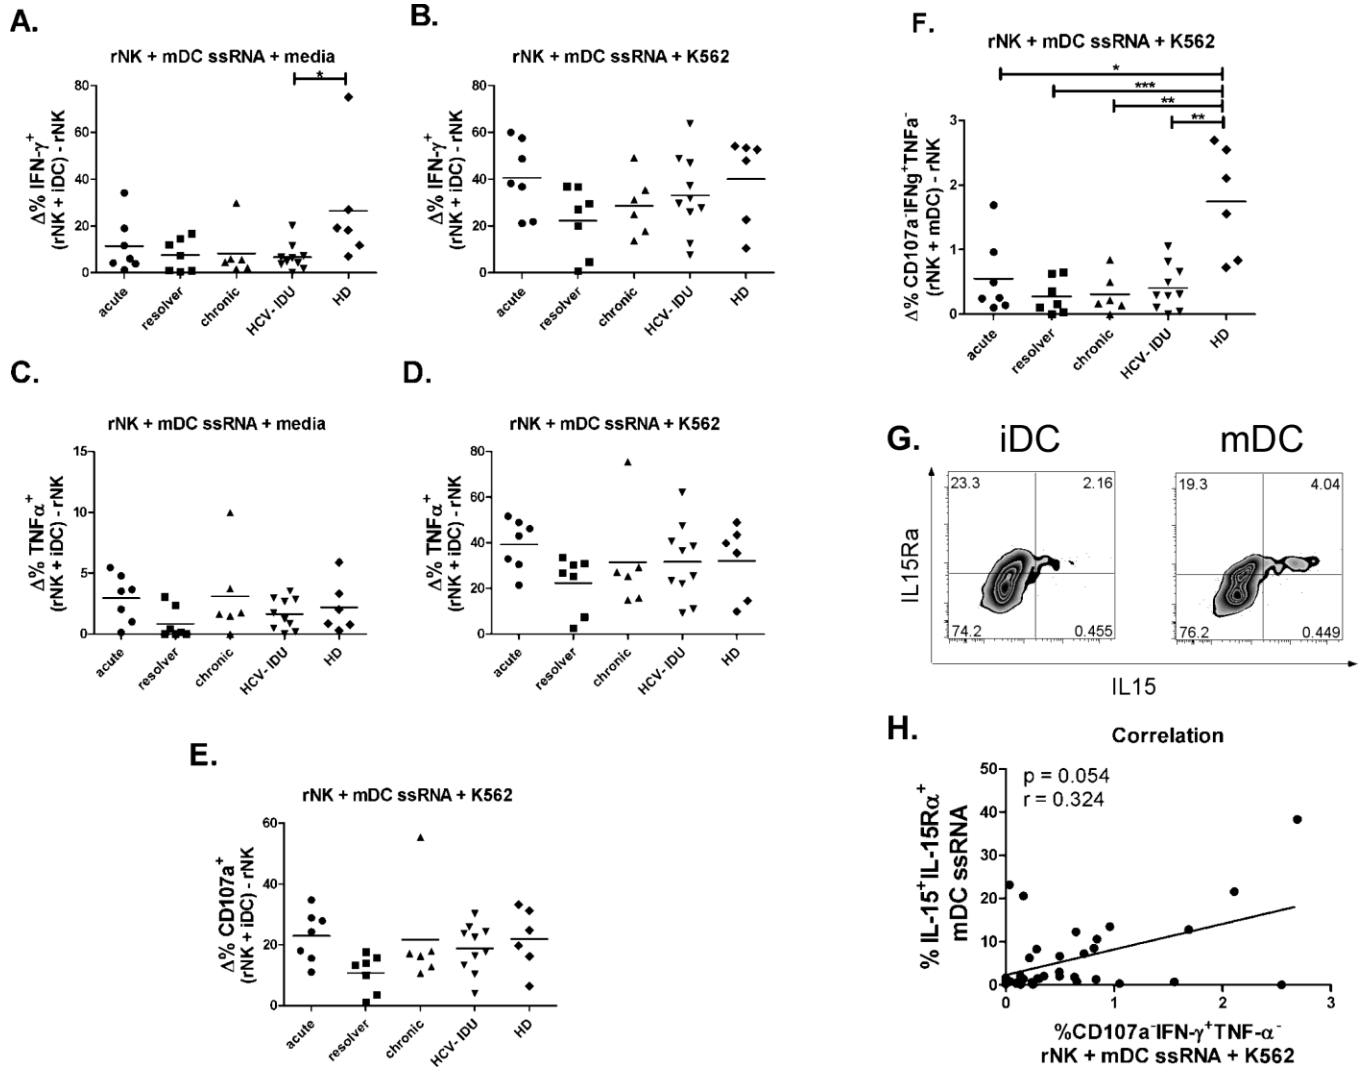 A.
rNK + mDC ssRNA + media
*
Δ% IFN-γ⁺
(rNK + iDC) - rNK
80
60
40
20
0
acute
resolver
chronic
HCV- IDU
HD
B.
rNK + mDC ssRNA + K562
Δ% IFN-γ⁺
(rNK + iDC) - rNK
80
60
40
20
0
acute
resolver
chronic
HCV- IDU
HD
C.
rNK + mDC ssRNA + media
Δ% TNFα⁺
(rNK + iDC) - rNK
15
10
5
0
acute
resolver
chronic
HCV- IDU
HD
D.
rNK + mDC ssRNA + K562
Δ% TNFα⁺
(rNK + iDC) - rNK
80
60
40
20
0
acute
resolver
chronic
HCV- IDU
HD
E.
rNK + mDC ssRNA + K562
Δ% CD107a⁺
(rNK + iDC) - rNK
60
40
20
0
acute
resolver
chronic
HCV- IDU
HD
F.
rNK + mDC ssRNA + K562
*
***
**
**
Δ% CD107a⁻IFNg⁺TNFa⁻
(rNK + mDC) - rNK
3
2
1
0
acute
resolver
chronic
HCV- IDU
HD
G.
iDC
mDC
23.3
2.16
74.2
0.455
19.3
4.04
76.2
0.449
IL15Ra
IL15
H.
Correlation
p = 0.054
r = 0.324
% IL-15⁺IL-15Rα⁺
mDC ssRNA
50
40
30
20
10
0
0
1
2
3
%CD107a⁻IFN-γ⁺TNF-α⁻
rNK + mDC ssRNA + K562